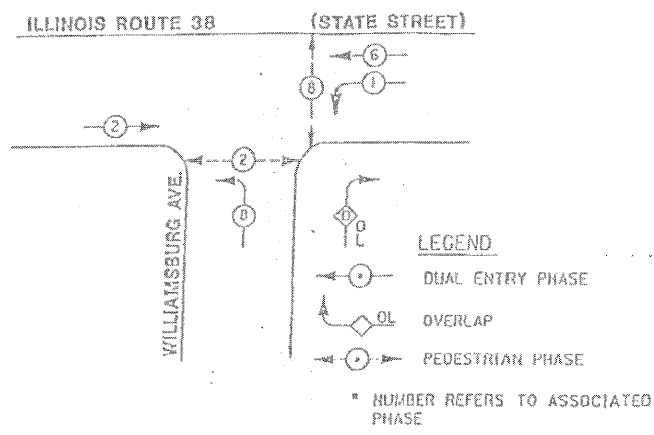 ILLINOIS ROUTE 38 (STATE STREET)
6
1
8
2
2
WILLIAMSBURG AVE.
8
OL
LEGEND
* DUAL ENTRY PHASE
OL OVERLAP
* PEDESTRIAN PHASE
* NUMBER REFERS TO ASSOCIATED
PHASE